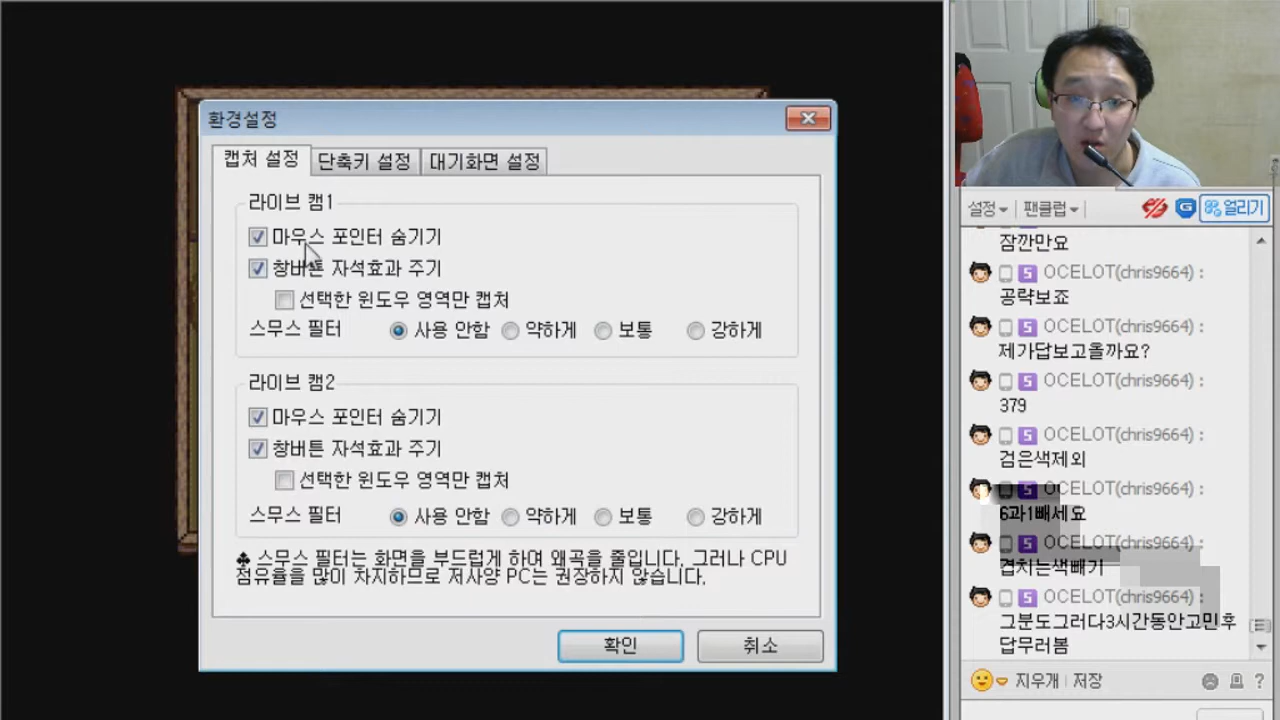 환경설정
캡처 설정
단축키 설정
대기화면 설정
라이브 캠1
마우스 포인터 숨기기
창버튼 자석효과 주기
선택한 윈도우 영역만 캡처
스무스 필터 사용 안함 약하게 보통 강하게
라이브 캠2
마우스 포인터 숨기기
창버튼 자석효과 주기
선택한 윈도우 영역만 캡처
스무스 필터 사용 안함 약하게 보통 강하게
♣ 스무스 필터는 화면을 부드럽게 하며 왜곡을 줄입니다. 그러나 CPU
점유율을 많이 차지하므로 저사양 PC는 권장하지 않습니다.
확인
취소
설정 팬클럽 G 얼리기
잠깐만요
S OCELOT(chris9664) :
공략보죠
S OCELOT(chris9664) :
제가답보고올까요?
S OCELOT(chris9664) :
379
S OCELOT(chris9664) :
검은색제외
S OCELOT(chris9664) :
6과1빼세요
S OCELOT(chris9664) :
겹치는색빼기
S OCELOT(chris9664) :
그분도그러다3시간동안고민후
답무러봄
지우개 저장 ?